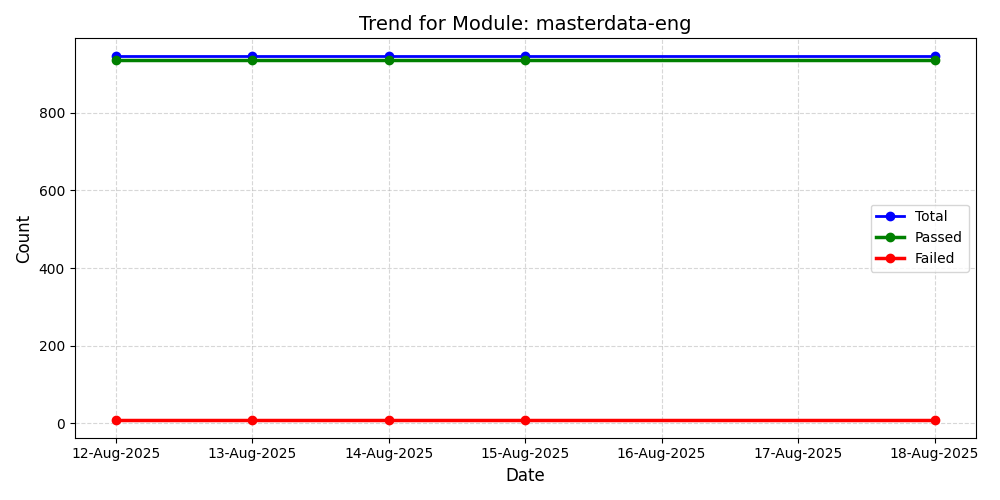 Trend for Module: masterdata-eng
Count
800
600
400
200
0
Total
Passed
Failed
12-Aug-2025 13-Aug-2025 14-Aug-2025 15-Aug-2025 16-Aug-2025 17-Aug-2025 18-Aug-2025
Date